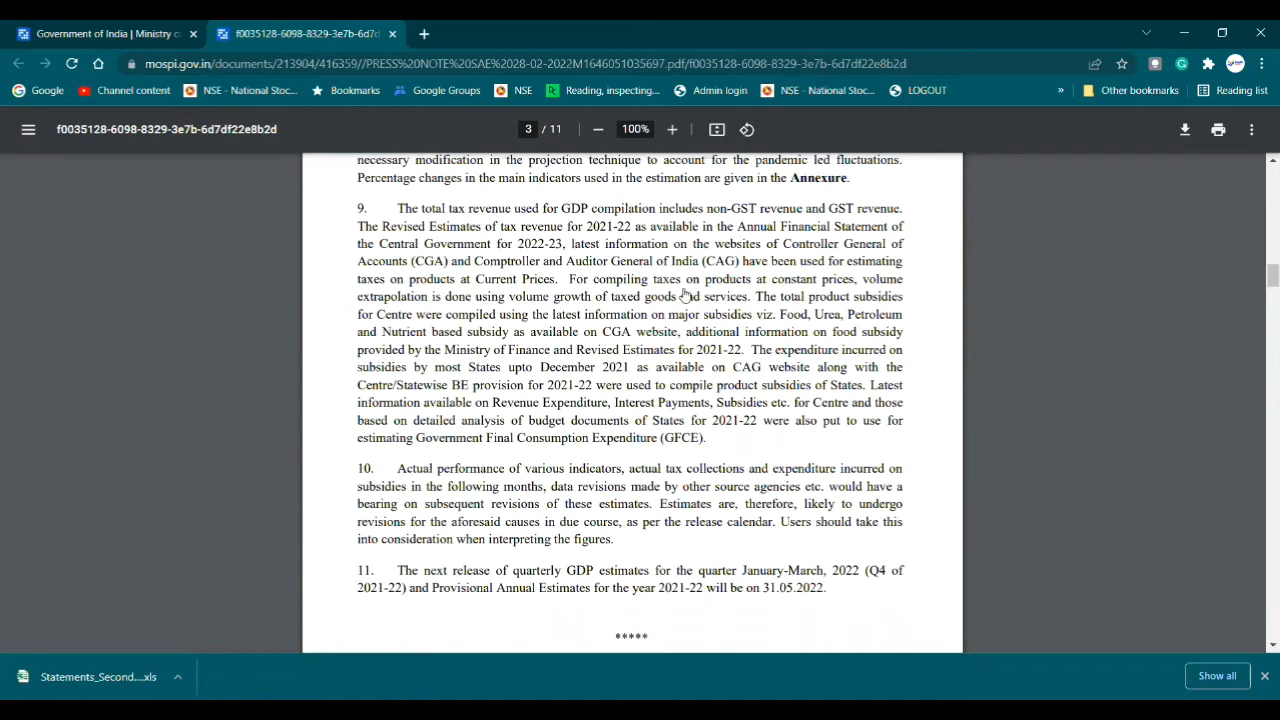 Government of India | Ministry o
f0035128-6098-8329-3e7b-6d7d
mospi.gov.in/documents/213904/416359//PRESS%20NOTE%20SAE%2028-02-2022M1646051035697.pdf/f0035128-6098-8329-3e7b-6d7df22e8b2d
Google
Channel content
NSE - National Stoc...
Bookmarks
Google Groups
NSE
Reading, inspecting...
Admin login
NSE - National Stoc...
LOGOUT
»
Other bookmarks
Reading list
f0035128-6098-8329-3e7b-6d7df22e8b2d
3 / 11
100%
necessary modification in the projection technique to account for the pandemic led fluctuations.
Percentage changes in the main indicators used in the estimation are given in the Annexure.
9. The total tax revenue used for GDP compilation includes non-GST revenue and GST revenue.
The Revised Estimates of tax revenue for 2021-22 as available in the Annual Financial Statement of
the Central Government for 2022-23, latest information on the websites of Controller General of
Accounts (CGA) and Comptroller and Auditor General of India (CAG) have been used for estimating
taxes on products at Current Prices. For compiling taxes on products at constant prices, volume
extrapolation is done using volume growth of taxed goods and services. The total product subsidies
for Centre were compiled using the latest information on major subsidies viz. Food, Urea, Petroleum
and Nutrient based subsidy as available on CGA website, additional information on food subsidy
provided by the Ministry of Finance and Revised Estimates for 2021-22. The expenditure incurred on
subsidies by most States upto December 2021 as available on CAG website along with the
Centre/Statewise BE provision for 2021-22 were used to compile product subsidies of States. Latest
information available on Revenue Expenditure, Interest Payments, Subsidies etc. for Centre and those
based on detailed analysis of budget documents of States for 2021-22 were also put to use for
estimating Government Final Consumption Expenditure (GFCE).
10. Actual performance of various indicators, actual tax collections and expenditure incurred on
subsidies in the following months, data revisions made by other source agencies etc. would have a
bearing on subsequent revisions of these estimates. Estimates are, therefore, likely to undergo
revisions for the aforesaid causes in due course, as per the release calendar. Users should take this
into consideration when interpreting the figures.
11. The next release of quarterly GDP estimates for the quarter January-March, 2022 (Q4 of
2021-22) and Provisional Annual Estimates for the year 2021-22 will be on 31.05.2022.
*****
Statements_Second....xls
Show all